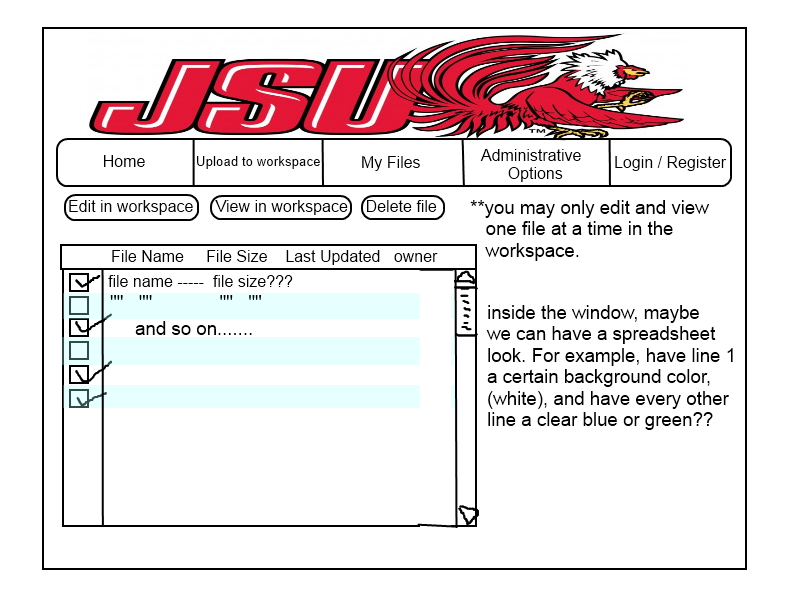 JSU
TM
Home
Upload to workspace
My Files
Administrative
Options
Login / Register
Edit in workspace
View in workspace
Delete file
**you may only edit and view
one file at a time in the
workspace.
File Name File Size Last Updated owner
file name ----- file size???
"" "" "" ""
and so on.......
inside the window, maybe
we can have a spreadsheet
look. For example, have line 1
a certain background color,
(white), and have every other
line a clear blue or green??